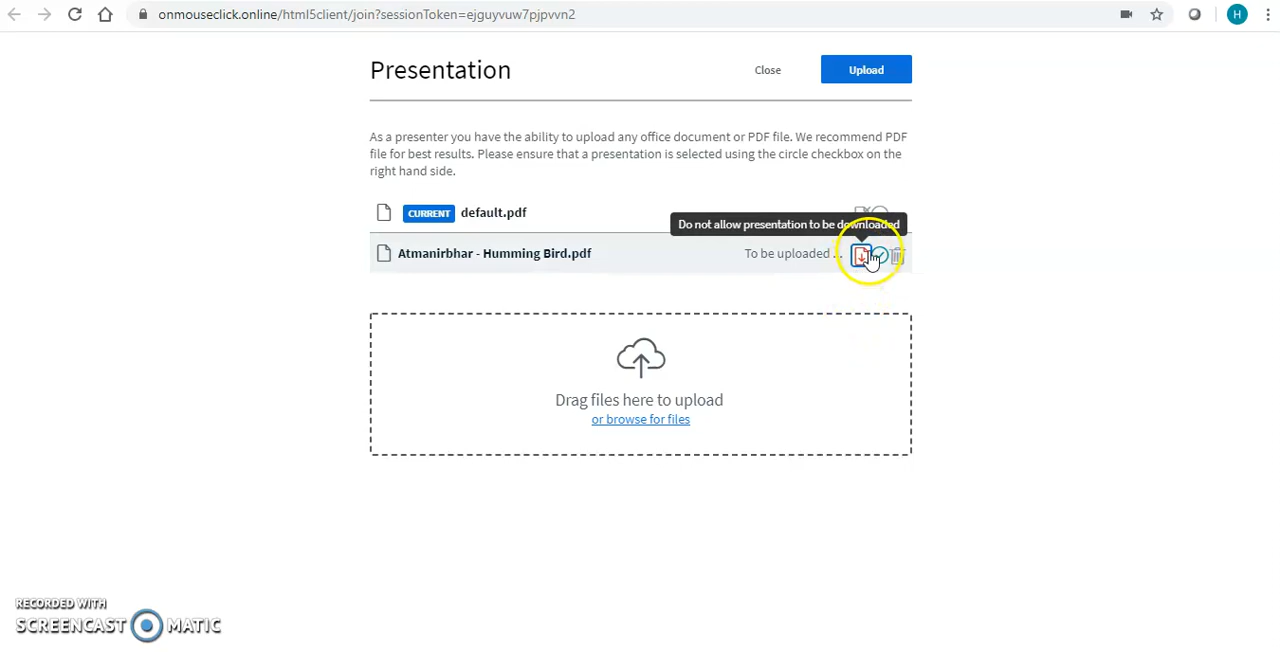 onmouseclick.online/html5client/join?sessionToken=ejguyvuw7pjpvvn2
H
Presentation
Close
Upload
As a presenter you have the ability to upload any office document or PDF file. We recommend PDF
file for best results. Please ensure that a presentation is selected using the circle checkbox on the
right hand side.
CURRENT default.pdf
Do not allow presentation to be downloaded
Atmanirbhar - Humming Bird.pdf
To be uploaded ...
Drag files here to upload
or browse for files
RECORDED WITH
SCREENCAST MATIC